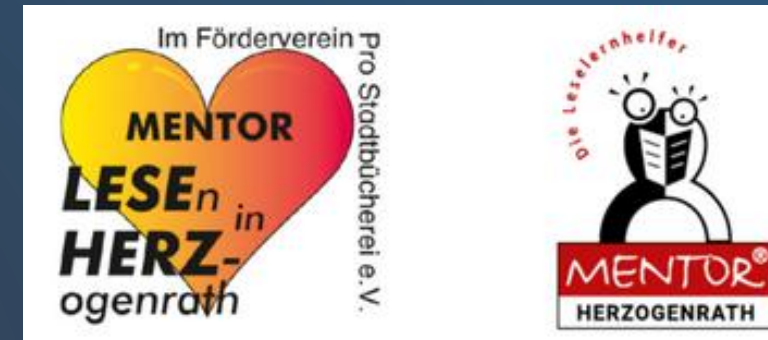 Im Förderverein
Pro Stadtbücherei e.V.
MENTOR
LESEn in
HERZ-
ogenrath
Die Leselernhelfer
MENTOR®
HERZOGENRATH